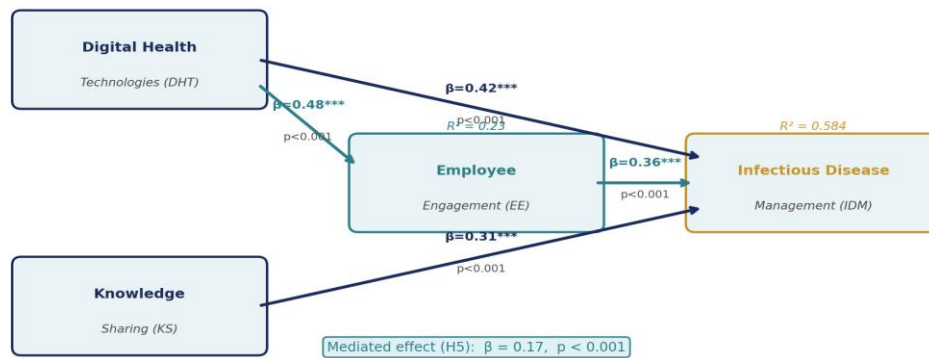 Digital Health
Technologies (DHT)
β=0.42***
p<0.001
β=0.48***
p<0.001
R² = 0.23
R² = 0.584
Employee
Engagement (EE)
β=0.36***
p<0.001
Infectious Disease
Management (IDM)
β=0.31***
p<0.001
Knowledge
Sharing (KS)
Mediated effect (H5): β = 0.17, p < 0.001